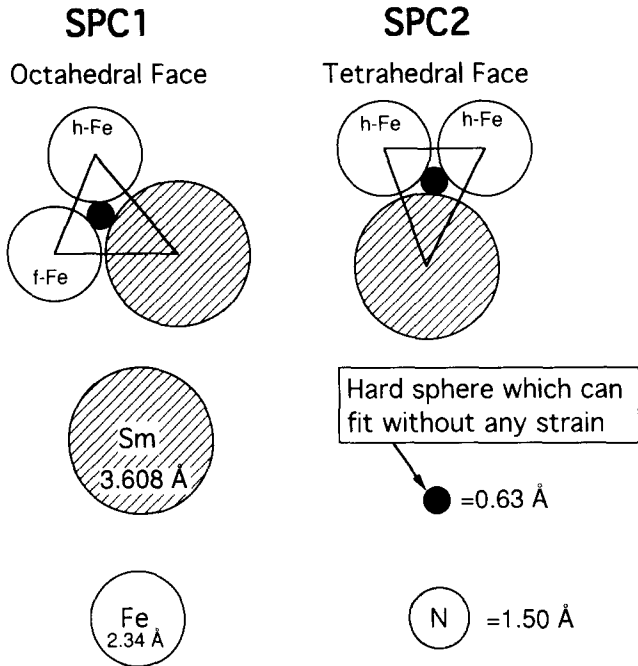 SPC1
Octahedral Face
h-Fe
f-Fe
SPC2
Tetrahedral Face
h-Fe
h-Fe
Sm
3.608 Å
Hard sphere which can
fit without any strain
=0.63 Å
Fe
2.34 Å
N
=1.50 Å